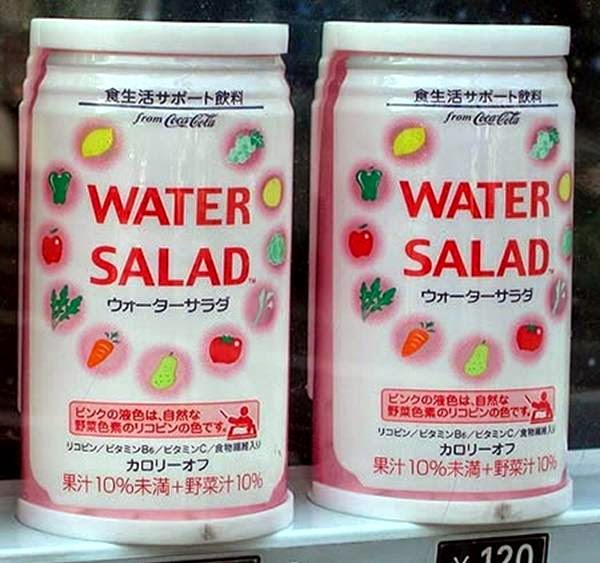 食生活サポート飲料
from Coca-Cola
WATER
SALAD™
ウォーターサラダ
ピンクの液色は、自然な
野菜色素のリコピンの色です。
リコピン/ビタミンB6/ビタミンC/食物繊維入り
カロリーオフ
果汁10%未満+野菜汁10%
食生活サポート飲料
from Coca-Cola
WATER
SALAD™
ウォーターサラダ
ピンクの液色は、自然な
野菜色素のリコピンの色です。
リコピン/ビタミンB6/ビタミンC/食物繊維入り
カロリーオフ
果汁10%未満+野菜汁10%
¥120